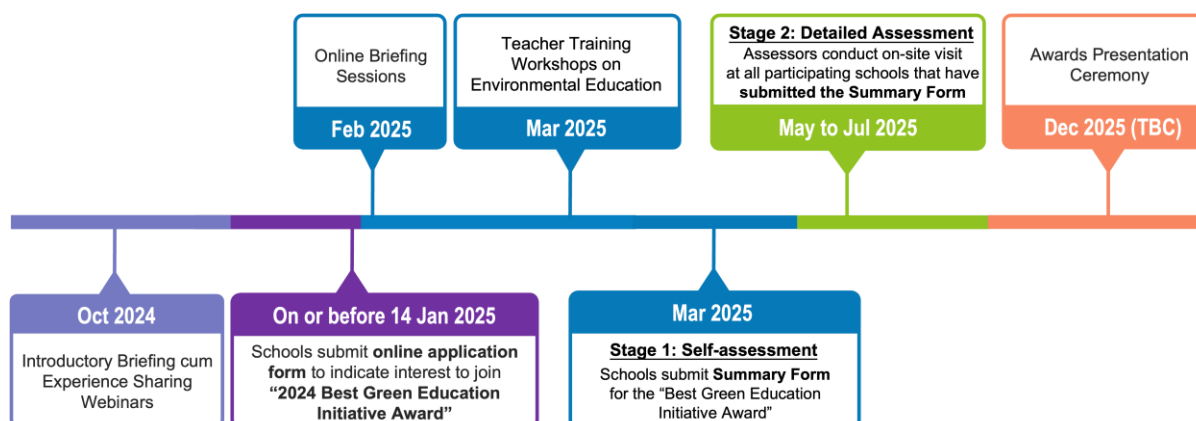 Online Briefing
Sessions
Feb 2025
Teacher Training
Workshops on
Environmental Education
Mar 2025
Stage 2: Detailed Assessment
Assessors conduct on-site visit
at all participating schools that have
submitted the Summary Form
May to Jul 2025
Awards Presentation
Ceremony
Dec 2025 (TBC)
Oct 2024
Introductory Briefing cum
Experience Sharing
Webinars
On or before 14 Jan 2025
Schools submit online application
form to indicate interest to join
“2024 Best Green Education
Initiative Award”
Mar 2025
Stage 1: Self-assessment
Schools submit Summary Form
for the “Best Green Education
Initiative Award”